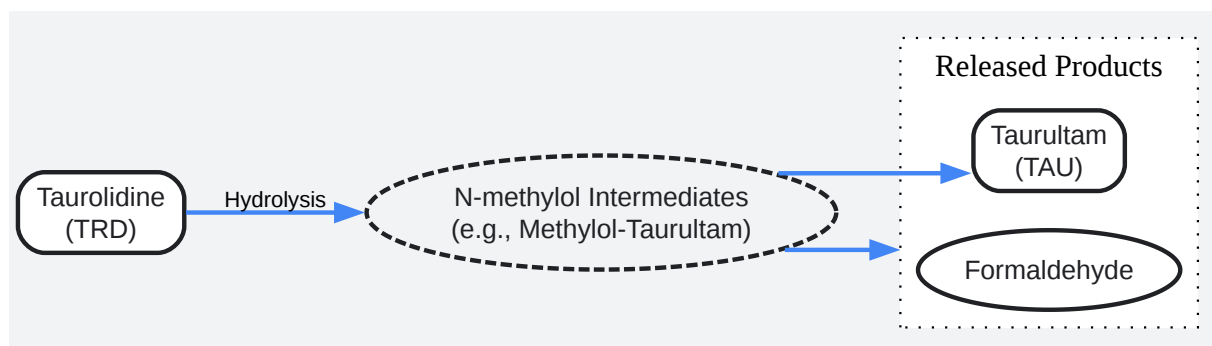 Taurolidine
(TRD)
Hydrolysis
N-methylol Intermediates
(e.g., Methylol-Taurultam)
Released Products
Taurultam
(TAU)
Formaldehyde